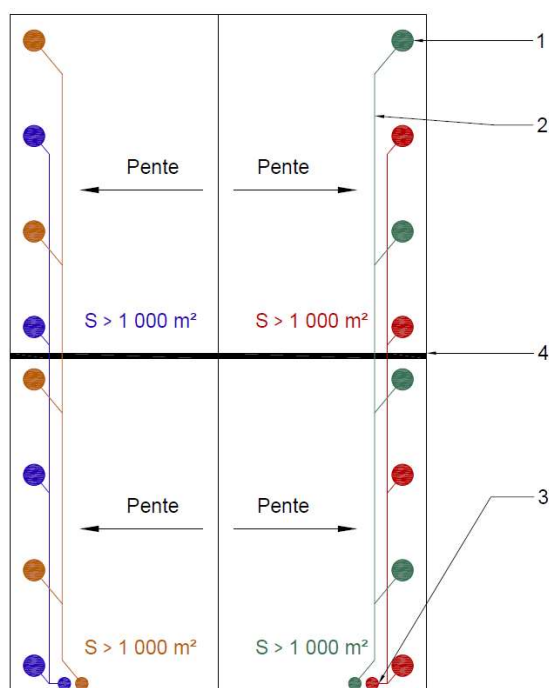 1
2
Pente Pente
S > 1 000 m² S > 1 000 m²
4
Pente Pente
3
S > 1 000 m² S > 1 000 m²